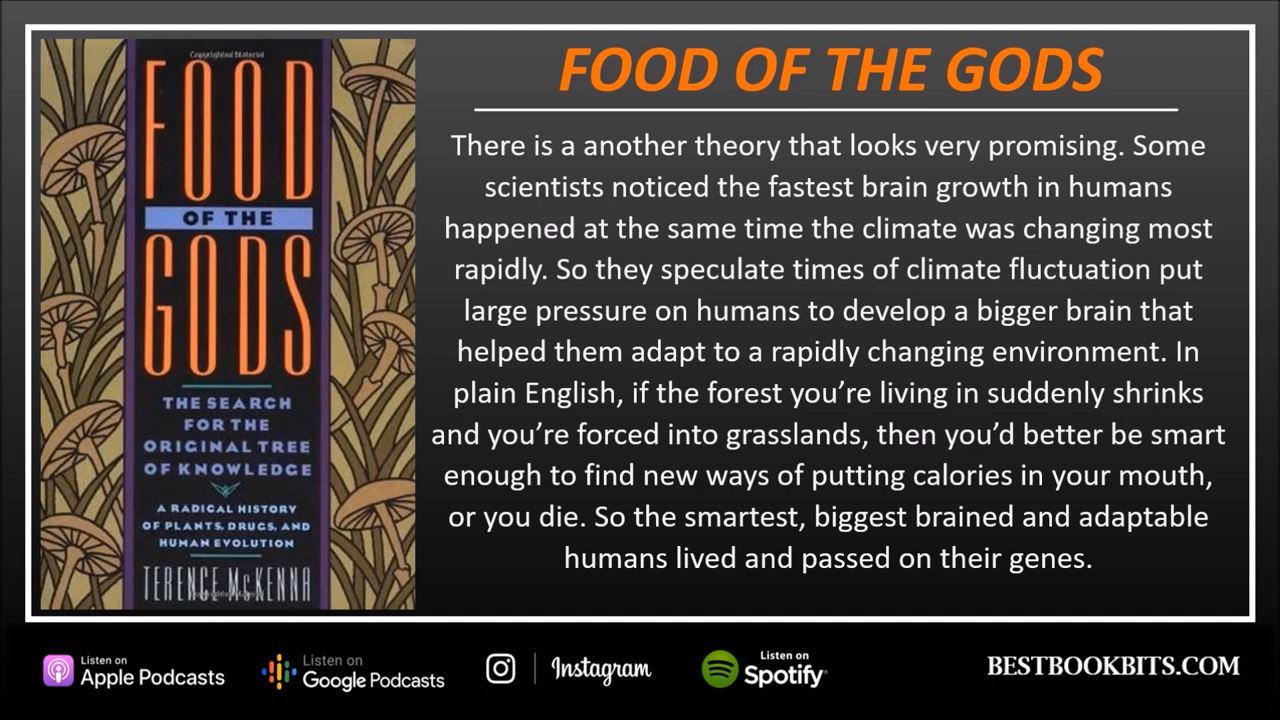 Copyrighted Material
FOOD
OF THE
GODS
THE SEARCH
FOR THE
ORIGINAL TREE
OF KNOWLEDGE
A RADICAL HISTORY
OF PLANTS, DRUGS, AND
HUMAN EVOLUTION
TERENCE McKENNA
FOOD OF THE GODS
There is a another theory that looks very promising. Some
scientists noticed the fastest brain growth in humans
happened at the same time the climate was changing most
rapidly. So they speculate times of climate fluctuation put
large pressure on humans to develop a bigger brain that
helped them adapt to a rapidly changing environment. In
plain English, if the forest you’re living in suddenly shrinks
and you’re forced into grasslands, then you’d better be smart
enough to find new ways of putting calories in your mouth,
or you die. So the smartest, biggest brained and adaptable
humans lived and passed on their genes.
Listen on
Apple Podcasts
Listen on
Google Podcasts
Instagram
Listen on
Spotify
BESTBOOKBITS.COM